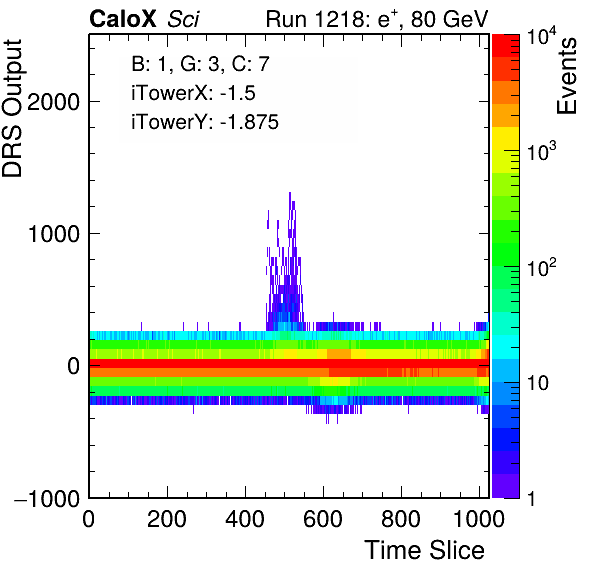 CaloX Sci Run 1218: e+, 80 GeV
B: 1, G: 3, C: 7
iTowerX: -1.5
iTowerY: -1.875
DRS Output
2000
1000
0
−1000
0 200 400 600 800 1000
Time Slice
Events
10^4
10^3
10^2
10
1